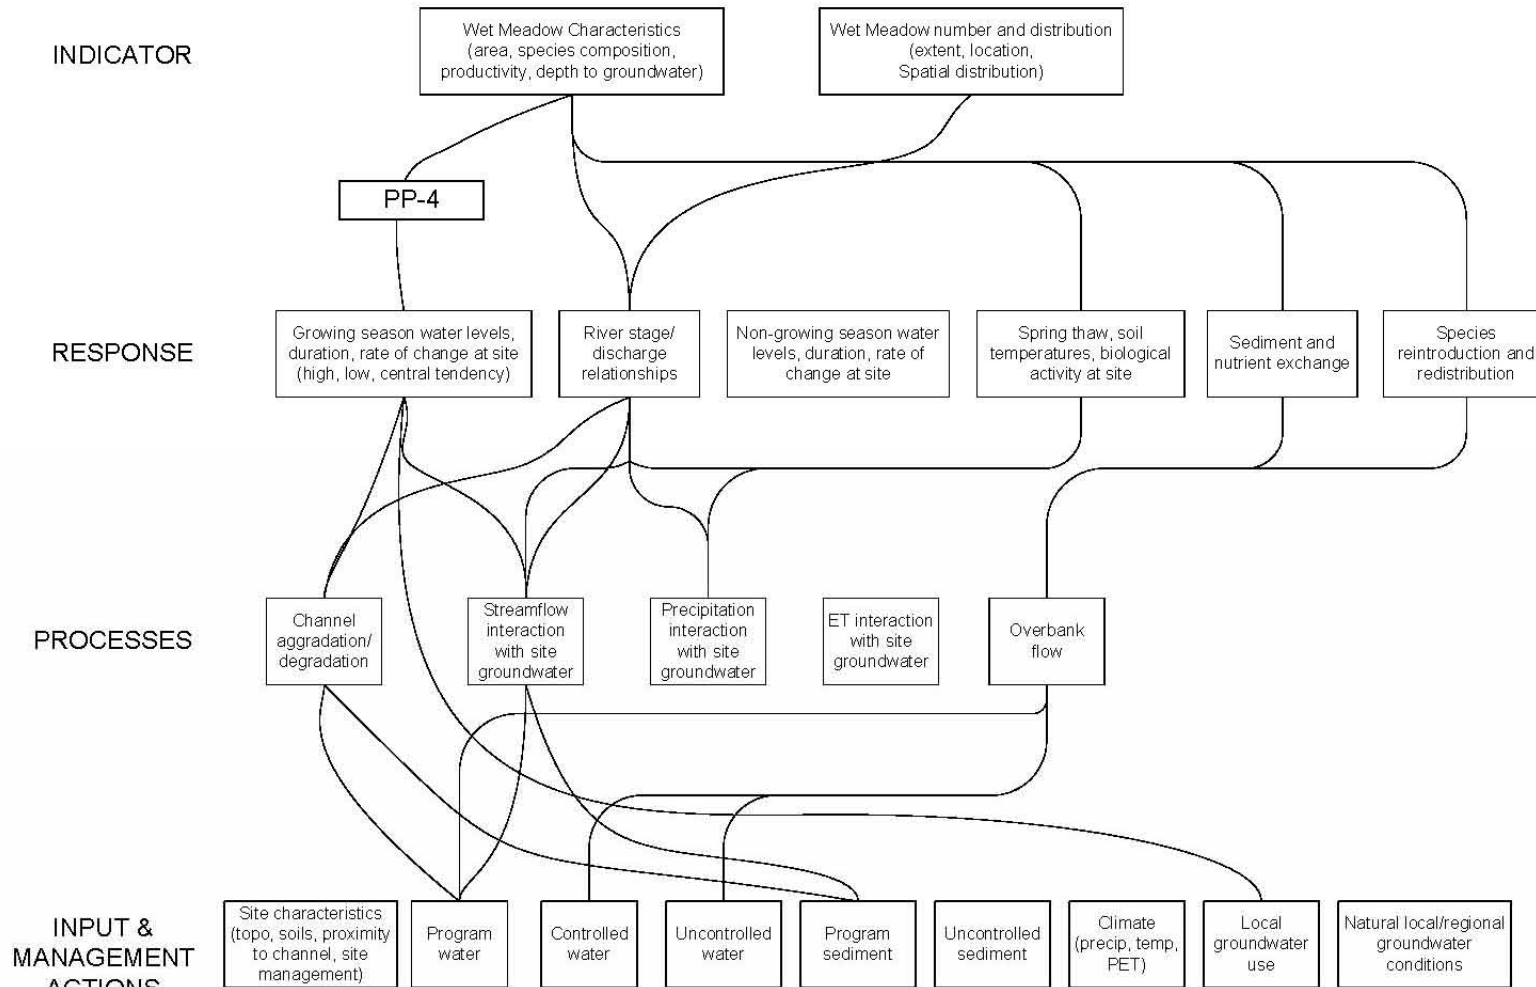 INDICATOR
Wet Meadow Characteristics
(area, species composition,
productivity, depth to groundwater)
Wet Meadow number and distribution
(extent, location,
Spatial distribution)
PP-4
RESPONSE
Growing season water levels,
duration, rate of change at site
(high, low, central tendency)
River stage/
discharge
relationships
Non-growing season water
levels, duration, rate of
change at site
Spring thaw, soil
temperatures, biological
activity at site
Sediment and
nutrient exchange
Species
reintroduction and
redistribution
PROCESSES
Channel
aggradation/
degradation
Streamflow
interaction
with site
groundwater
Precipitation
interaction
with site
groundwater
ET interaction
with site
groundwater
Overbank
flow
INPUT &
MANAGEMENT
ACTIONS
Site characteristics
(topo, soils, proximity
to channel, site
management)
Program
water
Controlled
water
Uncontrolled
water
Program
sediment
Uncontrolled
sediment
Climate
(precip, temp,
PET)
Local
groundwater
use
Natural local/regional
groundwater
conditions